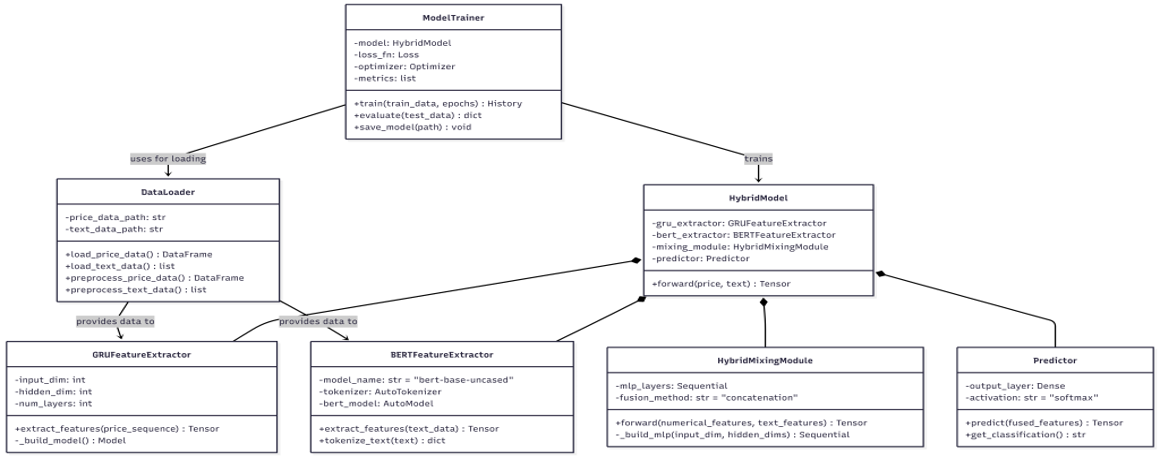 ModelTrainer
-model: HybridModel
-loss_fn: Loss
-optimizer: Optimizer
-metrics: list
+train(train_data, epochs) : History
+evaluate(test_data) : dict
+save_model(path) : void
uses for loading
trains
DataLoader
-price_data_path: str
-text_data_path: str
+load_price_data() : DataFrame
+load_text_data() : list
+preprocess_price_data() : DataFrame
+preprocess_text_data() : list
HybridModel
-gru_extractor: GRUFeatureExtractor
-bert_extractor: BERTFeatureExtractor
-mixing_module: HybridMixingModule
-predictor: Predictor
+forward(price, text) : Tensor
provides data to
provides data to
GRUFeatureExtractor
-input_dim: int
-hidden_dim: int
-num_layers: int
+extract_features(price_sequence) : Tensor
-_build_model() : Model
BERTFeatureExtractor
-model_name: str = "bert-base-uncased"
-tokenizer: AutoTokenizer
-bert_model: AutoModel
+extract_features(text_data) : Tensor
+tokenize_text(text) : dict
HybridMixingModule
-mlp_layers: Sequential
-fusion_method: str = "concatenation"
+forward(numerical_features, text_features) : Tensor
-_build_mlp(input_dim, hidden_dims) : Sequential
Predictor
-output_layer: Dense
-activation: str = "softmax"
+predict(fused_features) : Tensor
+get_classification() : str